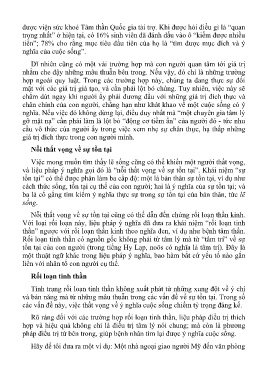 được viện sức khoẻ Tâm thần Quốc gia tài trợ. Khi được hỏi điều gì là “quan
trọng nhất” ở hiện tại, có 16% sinh viên đã đánh dấu vào ô “kiếm được nhiều
tiền”; 78% cho rằng mục tiêu đầu tiên của họ là “tìm được mục đích và ý
nghĩa của cuộc sống”.
Dĩ nhiên cũng có một vài trường hợp mà con người quan tâm tới giá trị
nhằm che đậy những mâu thuẫn bên trong. Nếu vậy, đó chỉ là những trường
hợp ngoài quy luật. Trong các trường hợp này, chúng ta đang thực sự đối
mặt với các giá trị giả tạo, và cần phải lột bỏ chúng. Tuy nhiên, việc này sẽ
chấm dứt ngay khi người ấy phải đương đầu với những giá trị đích thực và
chân chính của con người, chẳng hạn như khát khao về một cuộc sống có ý
nghĩa. Nếu việc đó không dừng lại, điều duy nhất mà “một chuyên gia tâm lý
gỡ mặt nạ” cần phải làm là lột bỏ “động cơ tiềm ẩn” của người đó - tức nhu
cầu vô thức của người ấy trong việc xem nhẹ sự chân thực, hạ thấp những
giá trị đích thực trong con người mình.
Nỗi thất vọng về sự tồn tại
Việc mong muốn tìm thấy lẽ sống cũng có thể khiến một người thất vọng,
và liệu pháp ý nghĩa gọi đó là “nỗi thất vọng về sự tồn tại”. Khái niệm “sự
tồn tại” có thể được phân làm ba cấp độ: một là bản thân sự tồn tại, ví dụ như
cách thức sống, tồn tại cụ thể của con người; hai là ý nghĩa của sự tồn tại; và
ba là cố gắng tìm kiếm ý nghĩa thực sự trong sự tồn tại của bản thân, tức lẽ
sống.
Nỗi thất vọng về sự tồn tại cũng có thể dẫn đến chứng rối loạn thần kinh.
Với loại rối loạn này, liệu pháp ý nghĩa đã đưa ra khái niệm “rối loạn tinh
thần” ngược với rối loạn thần kinh theo nghĩa đen, ví dụ như bệnh tâm thần.
Rối loạn tinh thần có nguồn gốc không phải từ tâm lý mà từ “tâm trí” về sự
tồn tại của con người (trong tiếng Hy Lạp, noös có nghĩa là tâm trí). Đây là
một thuật ngữ khác trong liệu pháp ý nghĩa, bao hàm bất cứ yếu tố nào gắn
liền với nhân tố con người cụ thể.
Rối loạn tinh thần
Tình trạng rối loạn tinh thần không xuất phát từ những xung đột về ý chí
và bản năng mà từ những mâu thuẫn trong các vấn đề về sự tồn tại. Trong số
các vấn đề này, việc thất vọng về ý nghĩa cuộc sống chiếm tỷ trọng đáng kể.
Rõ ràng đối với các trường hợp rối loạn tinh thần, liệu pháp điều trị thích
hợp và hiệu quả không chỉ là điều trị tâm lý nói chung; mà còn là phương
pháp điều trị từ bên trong, giúp bệnh nhân tìm lại được ý nghĩa cuộc sống.
Hãy để tôi đưa ra một ví dụ: Một nhà ngoại giao người Mỹ đến văn phòng